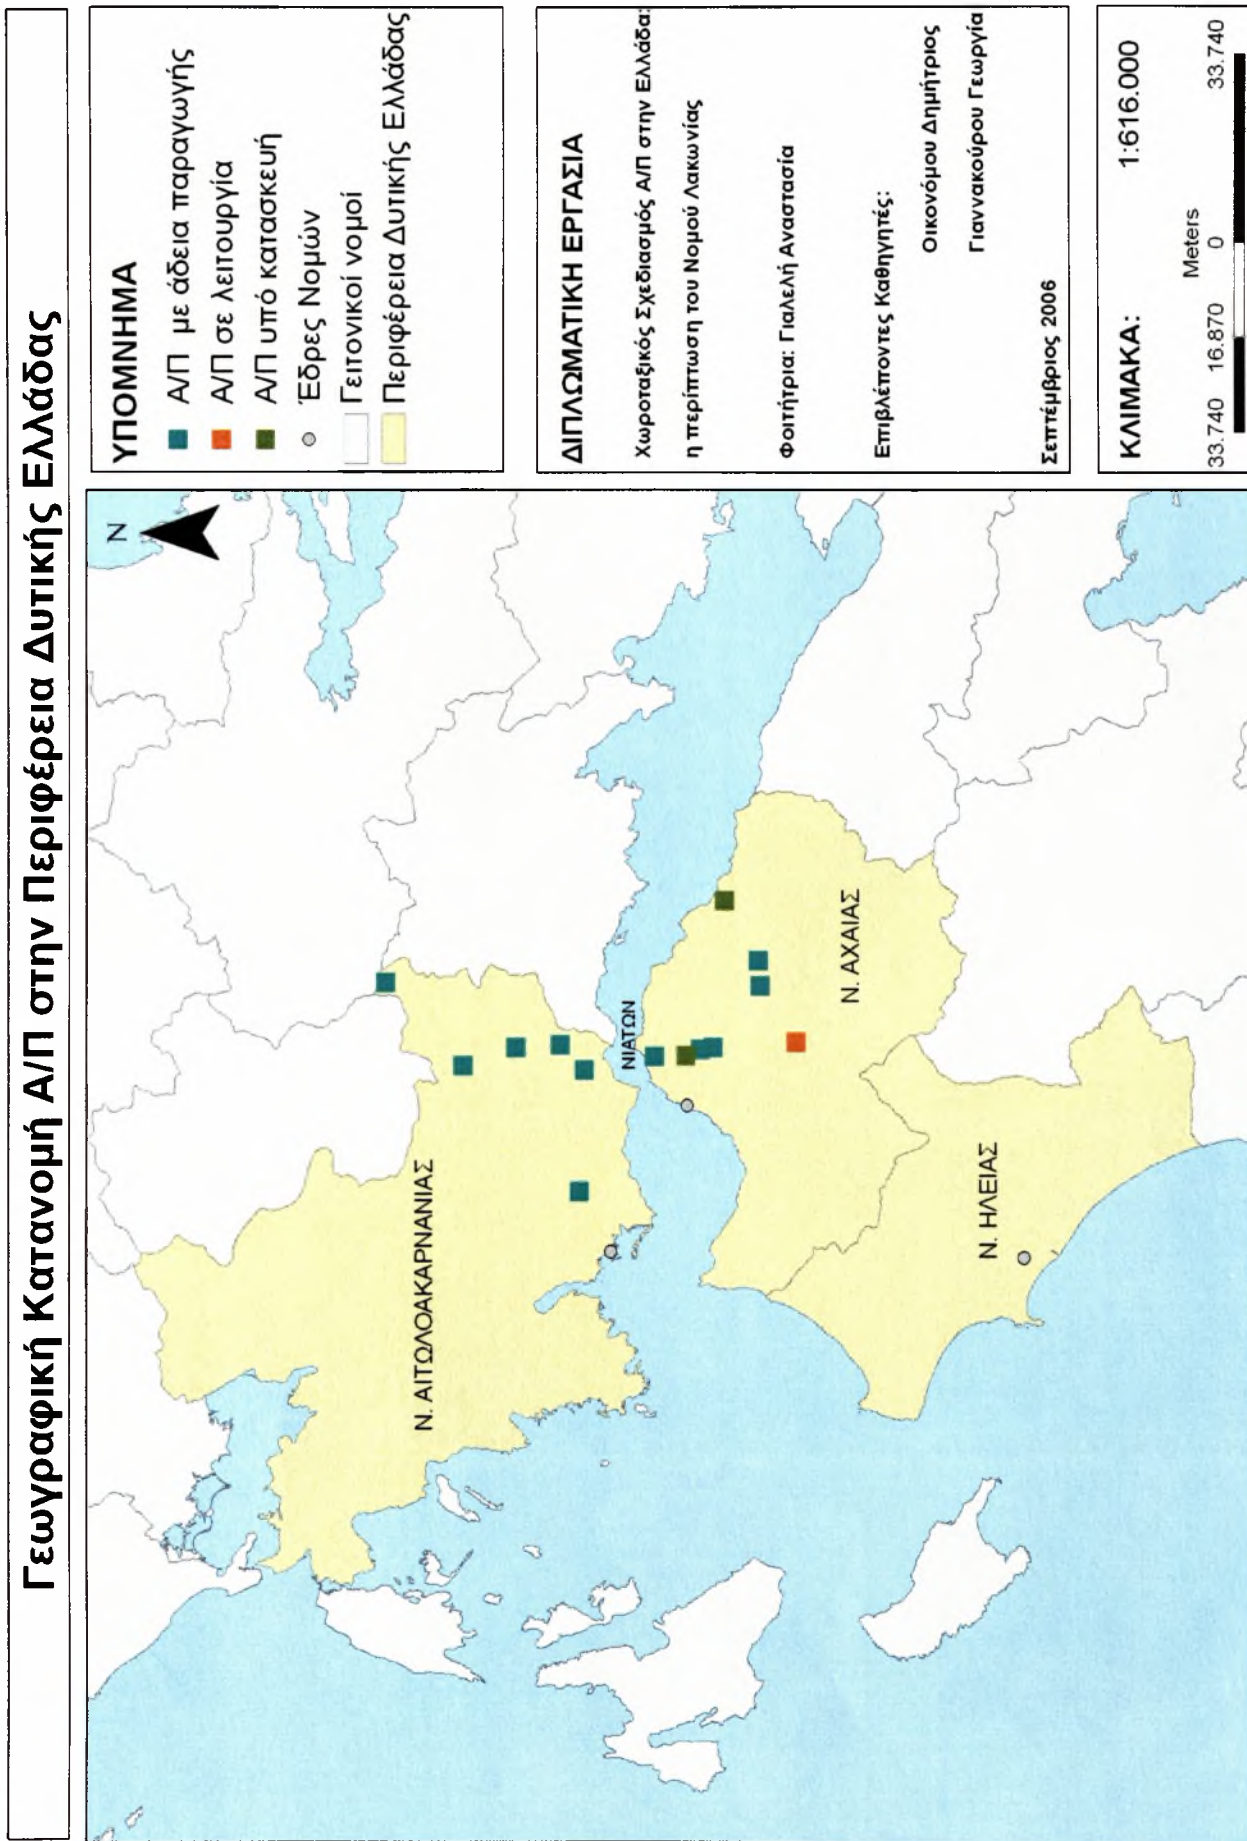 Γεωγραφική Κατανομή Α/Π στην Περιφέρεια Δυτικής Ελλάδας
N
Ν. ΑΙΤΩΛΟΑΚΑΡΝΑΝΙΑΣ
ΝΙΑΤΩΝ
Ν. ΑΧΑΙΑΣ
Ν. ΗΛΕΙΑΣ
ΥΠΟΜΝΗΜΑ
Α/Π με άδεια παραγωγής
Α/Π σε λειτουργία
Α/Π υπό κατασκευή
Έδρες Νομών
Γειτονικοί νομοί
Περιφέρεια Δυτικής Ελλάδας
ΔΙΠΛΩΜΑΤΙΚΗ ΕΡΓΑΣΙΑ
Χωροταξικός Σχεδιασμός Α/Π στην Ελλάδα:
η περίπτωση του Νομού Λακωνίας
Φοιτήτρια: Γιαλελή Αναστασία
Επιβλέποντες Καθηγητές:
Οικονόμου Δημήτριος
Γιαννακούρου Γεωργία
Σεπτέμβριος 2006
ΚΛΙΜΑΚΑ: 1:616.000
Meters
33.740 16.870 0 33.740